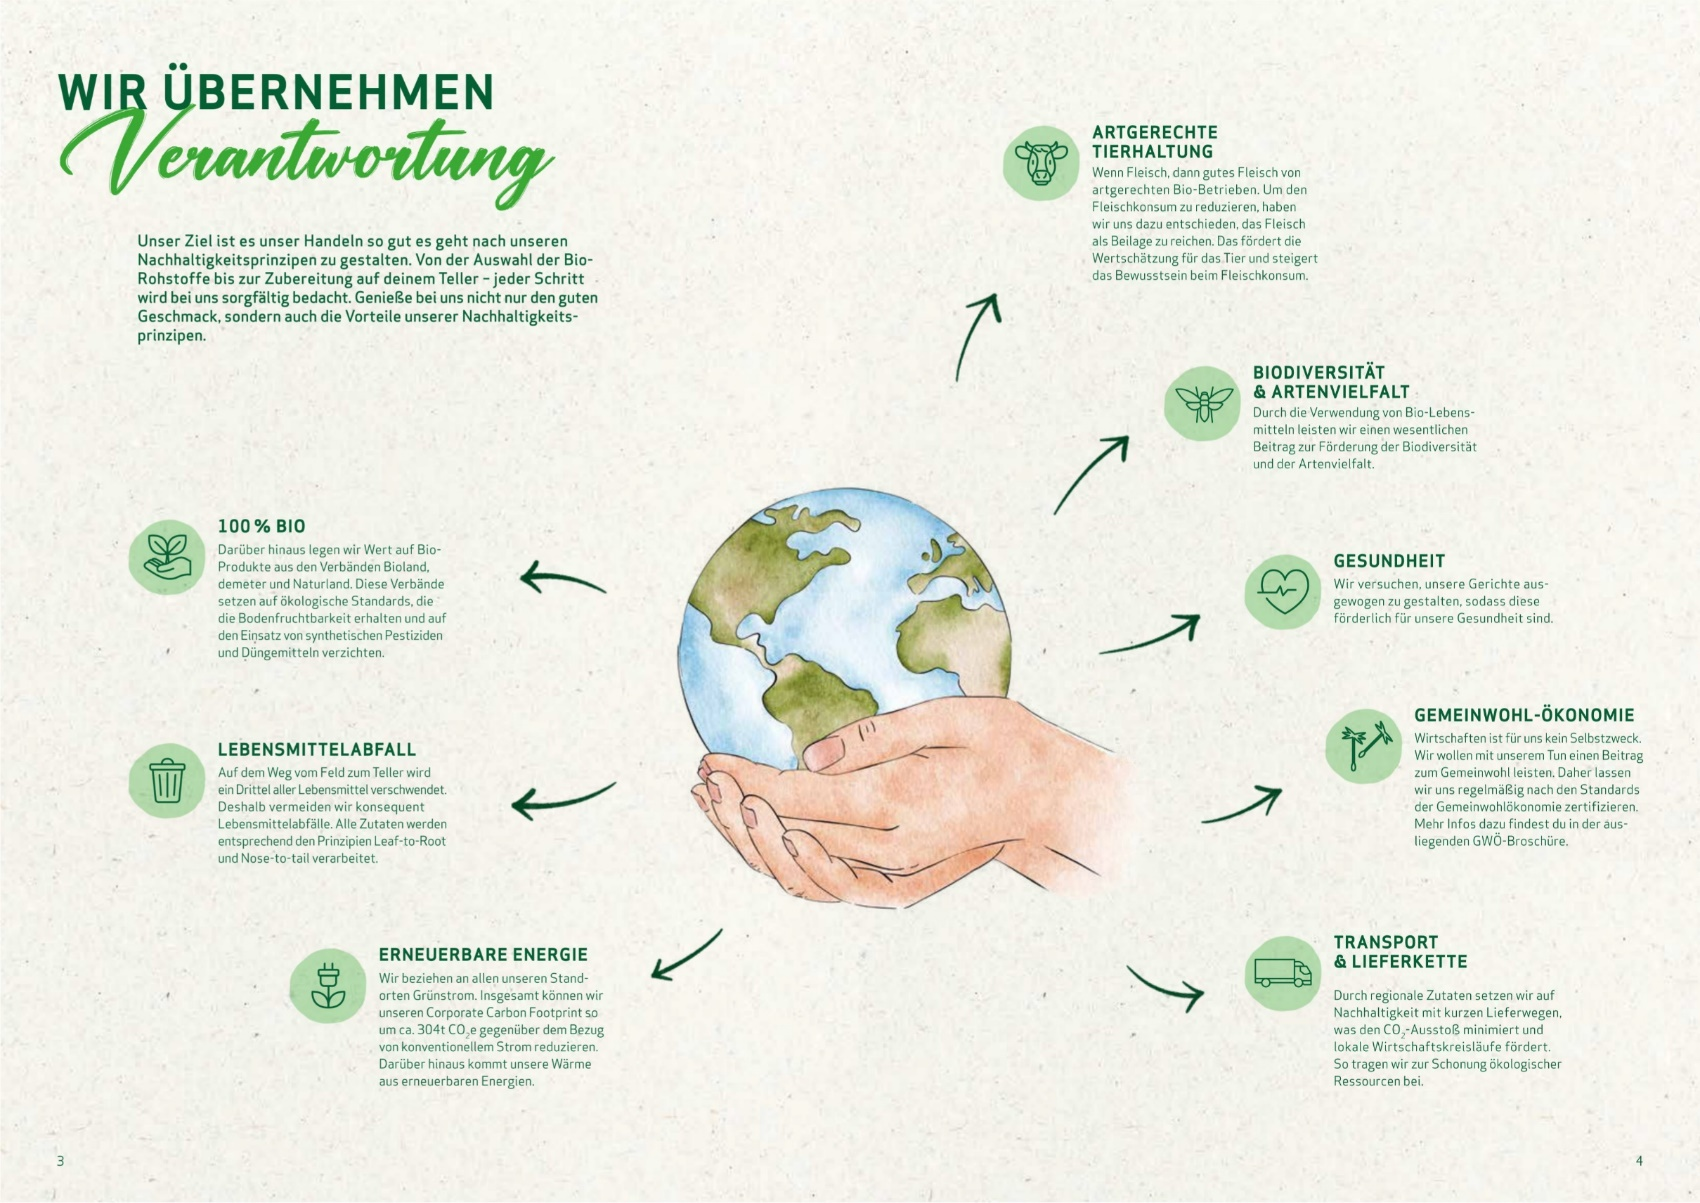 WIR ÜBERNEHMEN
Verantwortung
Unser Ziel ist es unser Handeln so gut es geht nach unseren
Nachhaltigkeitsprinzipien zu gestalten. Von der Auswahl der Bio-
Rohstoffe bis zur Zubereitung auf deinem Teller – jeder Schritt
wird bei uns sorgfältig bedacht. Genieße bei uns nicht nur den guten
Geschmack, sondern auch die Vorteile unserer Nachhaltigkeits-
prinzipen.
100 % BIO
Darüber hinaus legen wir Wert auf Bio-
Produkte aus den Verbänden Bioland,
demeter und Naturland. Diese Verbände
setzen auf ökologische Standards, die
die Bodenfruchtbarkeit erhalten und auf
den Einsatz von synthetischen Pestiziden
und Düngemitteln verzichten.
LEBENSMITTELABFALL
Auf dem Weg vom Feld zum Teller wird
ein Drittel aller Lebensmittel verschwendet.
Deshalb vermeiden wir konsequent
Lebensmittelabfälle. Alle Zutaten werden
entsprechend den Prinzipien Leaf-to-Root
und Nose-to-tail verarbeitet.
ERNEUERBARE ENERGIE
Wir beziehen an allen unseren Stand-
orten Grünstrom. Insgesamt können wir
unseren Corporate Carbon Footprint so
um ca. 304t CO₂e gegenüber dem Bezug
von konventionellem Strom reduzieren.
Darüber hinaus kommt unsere Wärme
aus erneuerbaren Energien.
3
ARTGERECHTE
TIERHALTUNG
Wenn Fleisch, dann gutes Fleisch von
artgerechten Bio-Betrieben. Um den
Fleischkonsum zu reduzieren, haben
wir uns dazu entschieden, das Fleisch
als Beilage zu reichen. Das fördert die
Wertschätzung für das Tier und steigert
das Bewusstsein beim Fleischkonsum.
BIODIVERSITÄT
& ARTENVIELFALT
Durch die Verwendung von Bio-Lebens-
mitteln leisten wir einen wesentlichen
Beitrag zur Förderung der Biodiversität
und der Artenvielfalt.
GESUNDHEIT
Wir versuchen, unsere Gerichte aus-
gewogen zu gestalten, sodass diese
förderlich für unsere Gesundheit sind.
GEMEINWOHL-ÖKONOMIE
Wirtschaften ist für uns kein Selbstzweck.
Wir wollen mit unserem Tun einen Beitrag
zum Gemeinwohl leisten. Daher lassen
wir uns regelmäßig nach den Standards
der Gemeinwohlökonomie zertifizieren.
Mehr Infos dazu findest du in der aus-
liegenden GWÖ-Broschüre.
TRANSPORT
& LIEFERKETTE
Durch regionale Zutaten setzen wir auf
Nachhaltigkeit mit kurzen Lieferwegen,
was den CO₂-Ausstoß minimiert und
lokale Wirtschaftskreisläufe fördert.
So tragen wir zur Schonung ökologischer
Ressourcen bei.
4